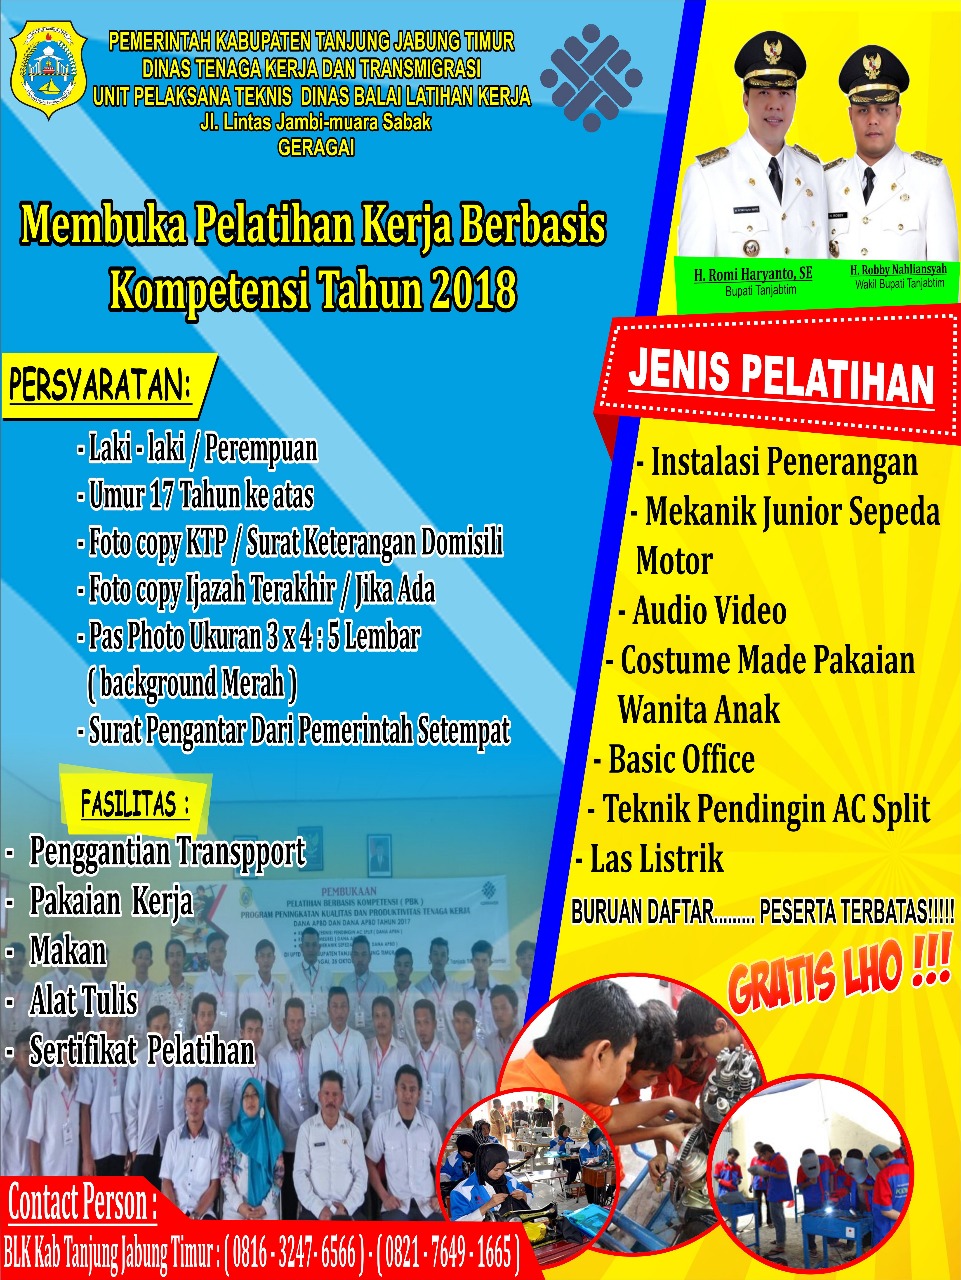 PEMERINTAH KABUPATEN TANJUNG JABUNG TIMUR
DINAS TENAGA KERJA DAN TRANSMIGRASI
UNIT PELAKSANA TEKNIS DINAS BALAI LATIHAN KERJA
Jl. Lintas Jambi-muara Sabak
GERAGAI
Membuka Pelatihan Kerja Berbasis
Kompetensi Tahun 2018
H. Romi Haryanto, SE
Bupati Tanjabtim
H. Robby Nahliansyah
Wakil Bupati Tanjabtim
PERSYARATAN:
- Laki - laki / Perempuan
- Umur 17 Tahun ke atas
- Foto copy KTP / Surat Keterangan Domisili
- Foto copy Ijazah Terakhir / Jika Ada
- Pas Photo Ukuran 3 x 4 : 5 Lembar
( background Merah )
- Surat Pengantar Dari Pemerintah Setempat
FASILITAS :
- Penggantian Transpport
- Pakaian Kerja
- Makan
- Alat Tulis
- Sertifikat Pelatihan
PEMBUKAAN
PELATIHAN BERBASIS KOMPETENSI ( PBK )
PROGRAM PENINGKATAN KUALITAS DAN PRODUKTIVITAS TENAGA KERJA
DANA APBD DAN DANA APBD TAHUN 2017
JENIS PELATIHAN
- Instalasi Penerangan
- Mekanik Junior Sepeda
Motor
- Audio Video
- Costume Made Pakaian
Wanita Anak
- Basic Office
- Teknik Pendingin AC Split
- Las Listrik
BURUAN DAFTAR......... PESERTA TERBATAS!!!!!
GRATIS LHO !!!
Contact Person :
BLK Kab Tanjung Jabung Timur : ( 0816 - 3247- 6566 ) - ( 0821 - 7649 - 1665 )